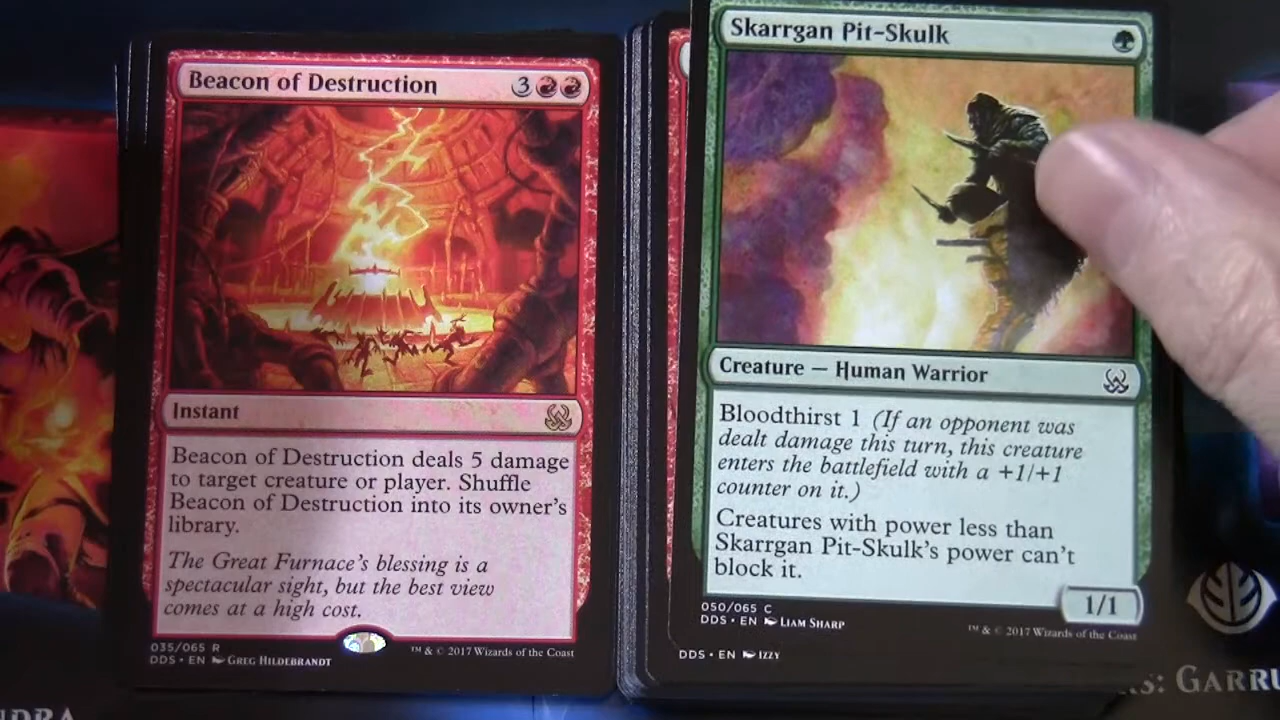 Beacon of Destruction 3
Instant
Beacon of Destruction deals 5 damage
to target creature or player. Shuffle
Beacon of Destruction into its owner's
library.
The Great Furnace's blessing is a
spectacular sight, but the best view
comes at a high cost.
035/065 R
DDS • EN Greg Hildebrandt
™ & © 2017 Wizards of the Coast
Skarrgan Pit-Skulk
Creature — Human Warrior
Bloodthirst 1 (If an opponent was
dealt damage this turn, this creature
enters the battlefield with a +1/+1
counter on it.)
Creatures with power less than
Skarrgan Pit-Skulk's power can't
block it.
1/1
050/065 C
DDS • EN Liam Sharp
™ & © 2017 Wizards of the Coast
DDS • EN Izzy
NDRA
S: GARRU